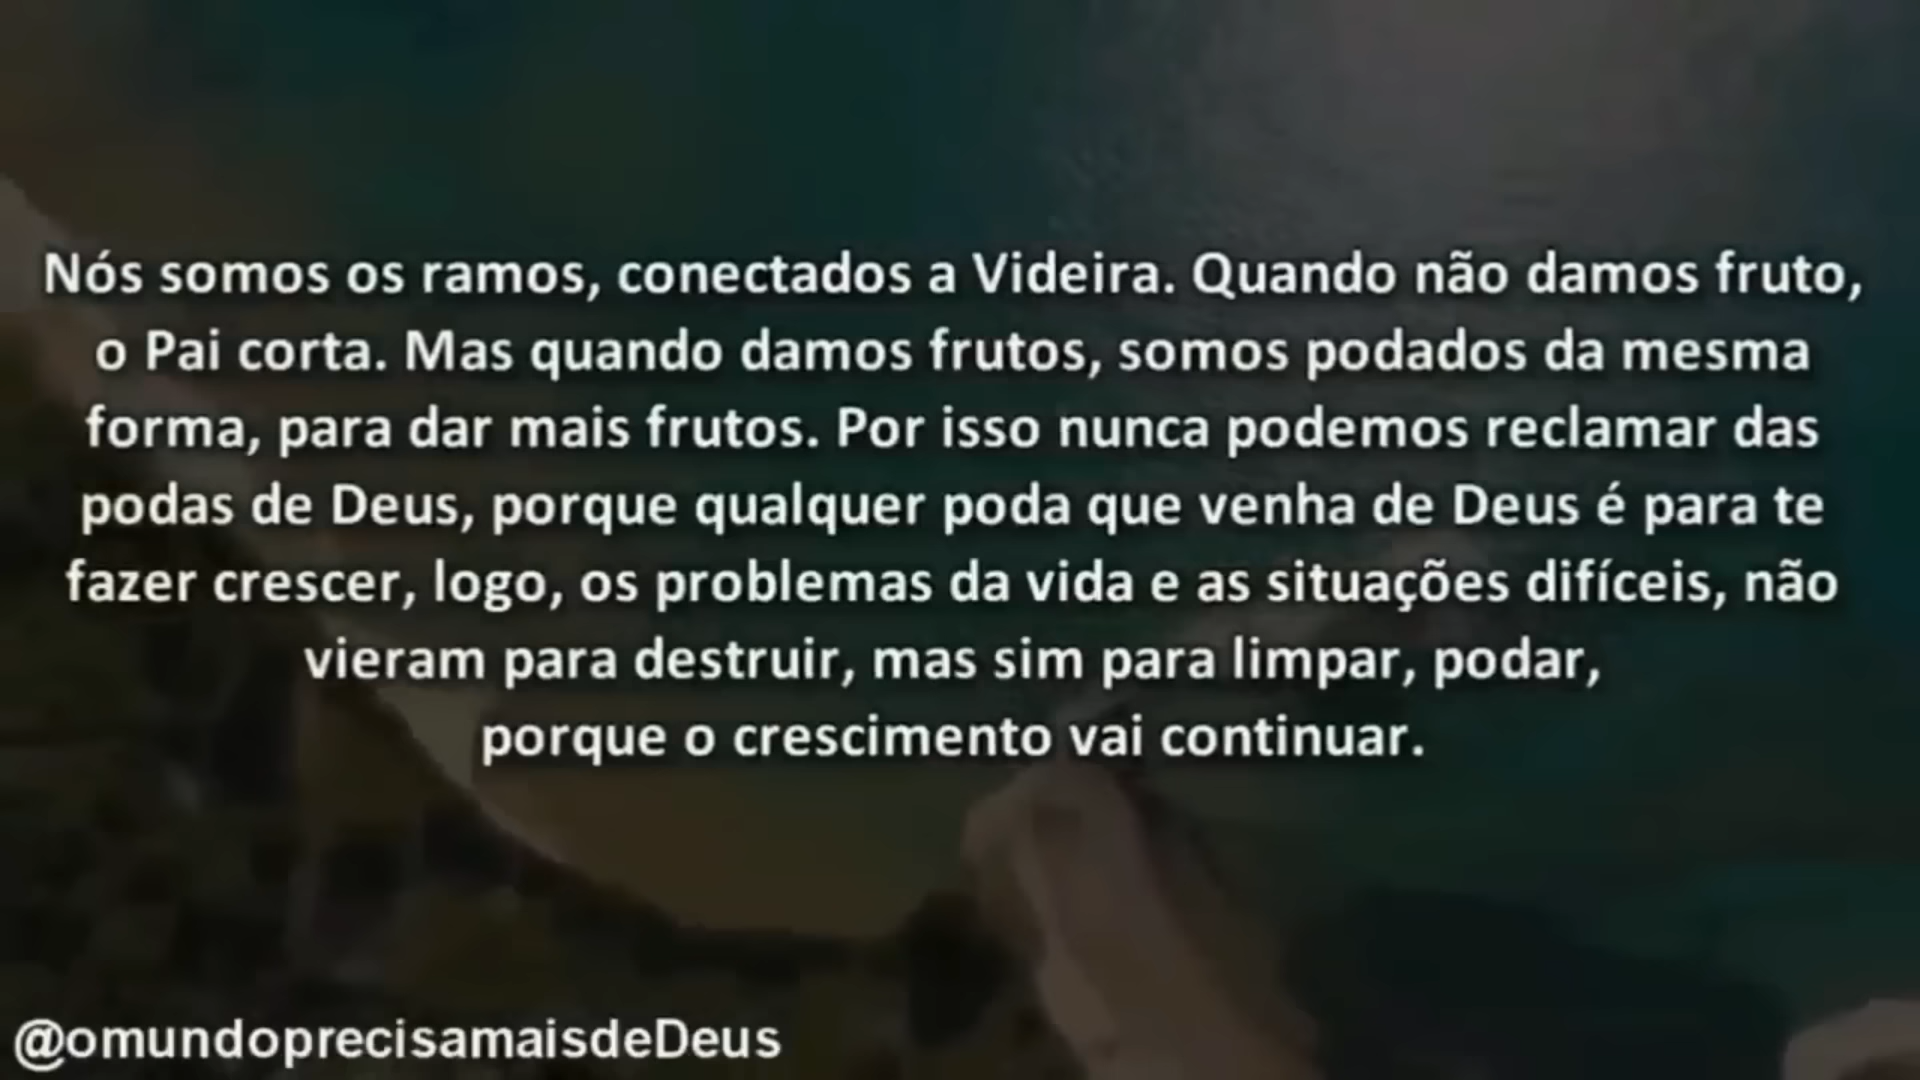 Nós somos os ramos, conectados a Videira. Quando não damos fruto,
o Pai corta. Mas quando damos frutos, somos podados da mesma
forma, para dar mais frutos. Por isso nunca podemos reclamar das
podas de Deus, porque qualquer poda que venha de Deus é para te
fazer crescer, logo, os problemas da vida e as situações difíceis, não
vieram para destruir, mas sim para limpar, podar,
porque o crescimento vai continuar.
@omundoprecisamaisdeDeus